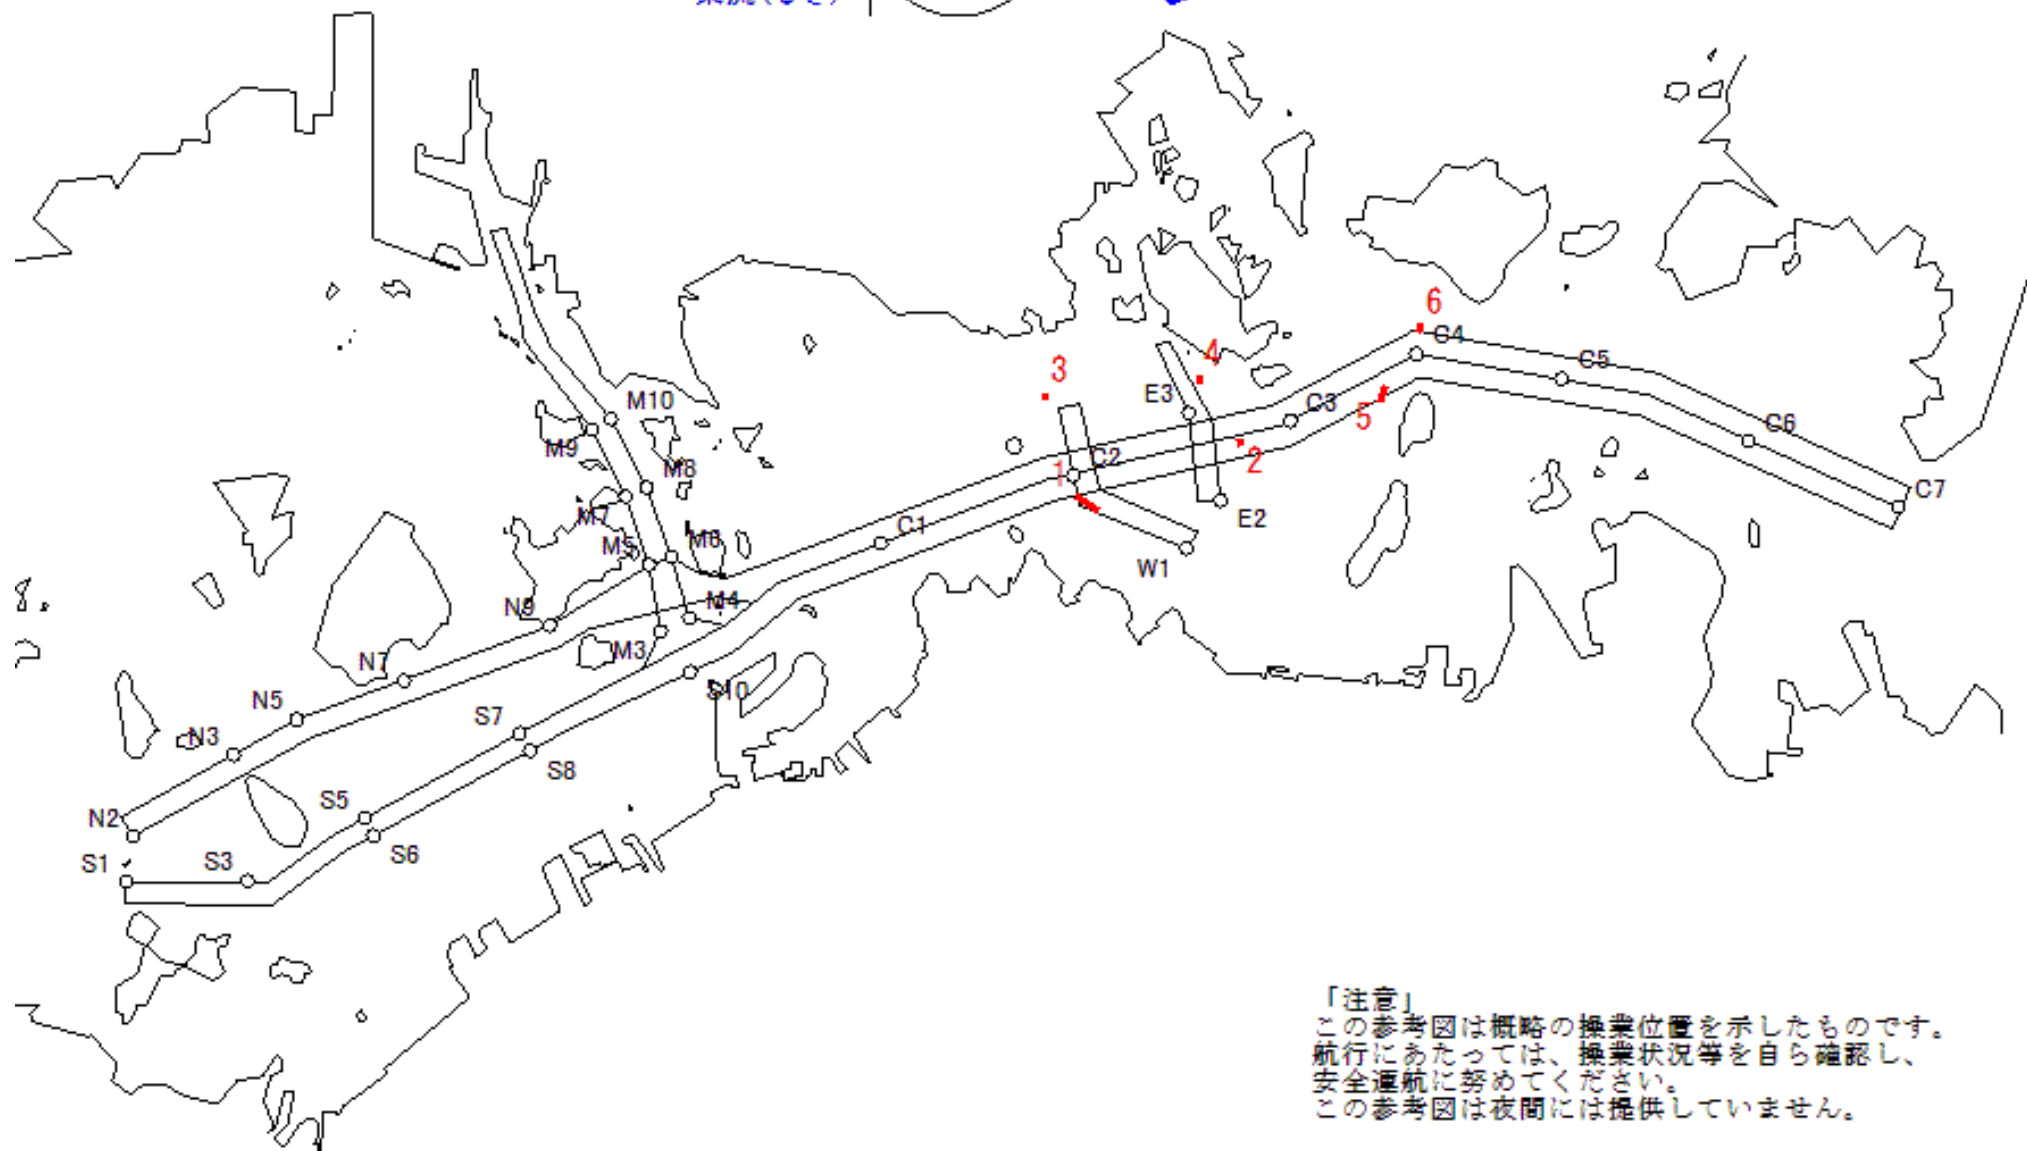 6
C4
3
4
C5
E3
M10
5
C3
C6
M9
1
C2
2
M8
C7
M7
E2
C1
M5
M6
W1
N9
M4
M3
N7
S10
N5
S7
N3
S8
S5
N2
S6
S1
S3
「注意」
この参考図は概略の操業位置を示したものです。
航行にあたっては、操業状況等を自ら確認し、
安全運航に努めてください。
この参考図は夜間には提供していません。